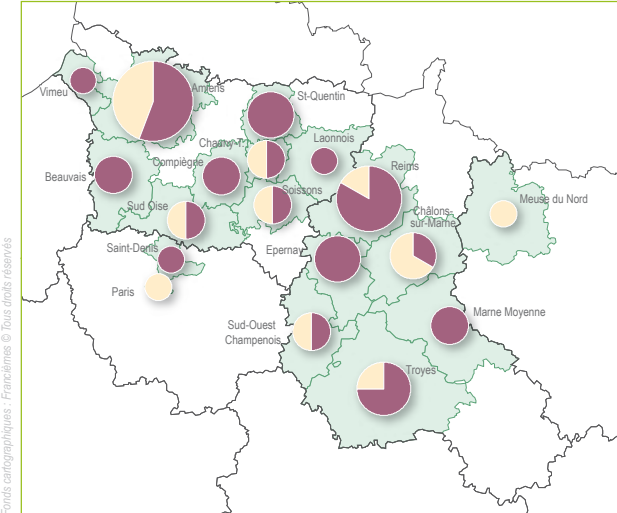 Vimeu
Amiens
St-Quentin
Chauny-T.
Laonnois
Compiègne
Reims
Beauvais
Soissons
Meuse du Nord
Sud Oise
Châlons-
sur-Marne
Saint-Denis
Epernay
Paris
Marne Moyenne
Sud-Ouest
Champenois
Troyes
Fonds cartographiques : Francièmes © Tous droits réservés